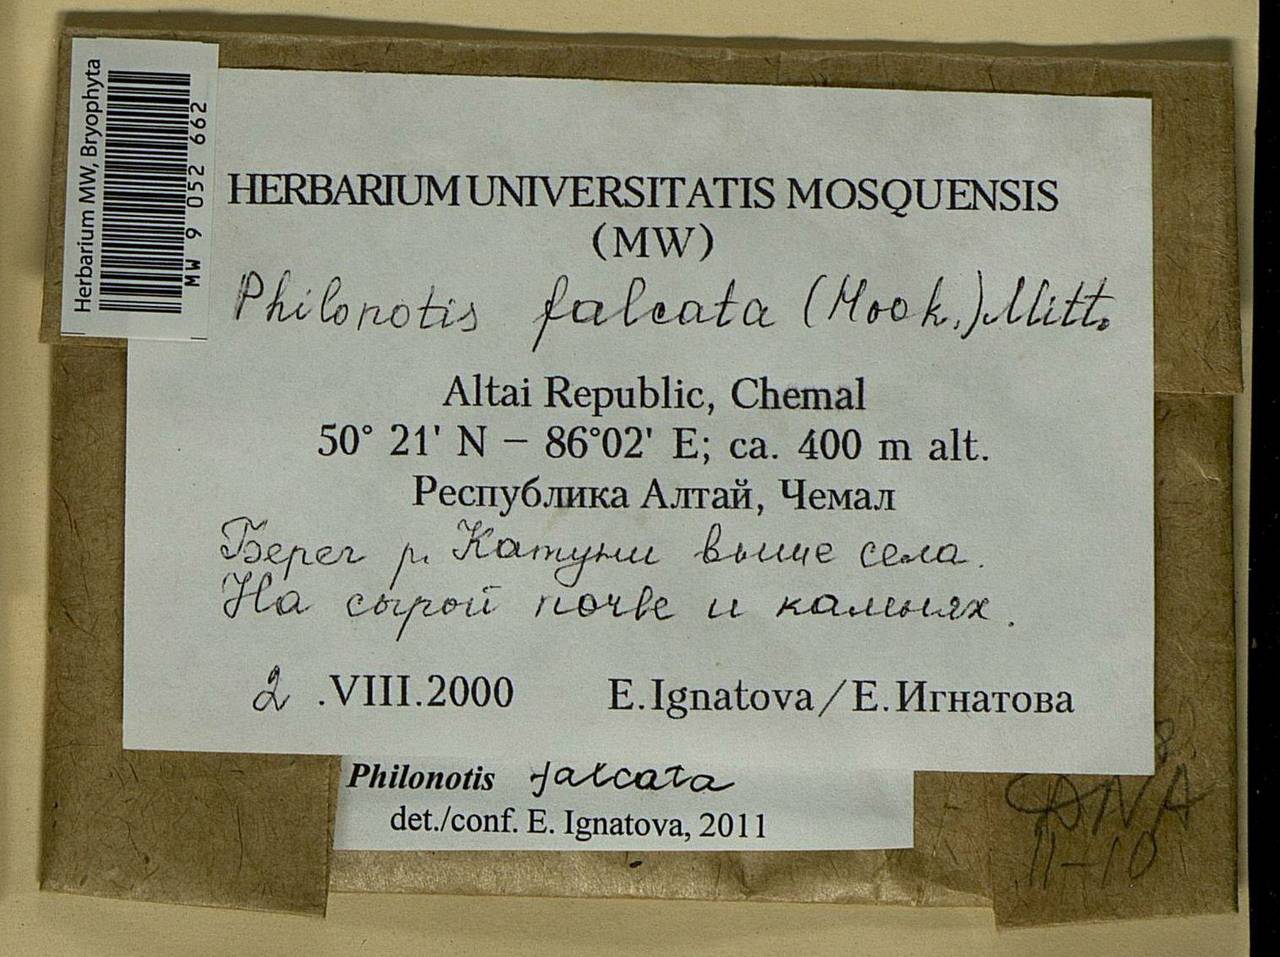 Herbarium MW, Bryophyta
MW 9 052 662
HERBARIUM UNIVERSITATIS MOSQUENSIS
(MW)
Philonotis falcata (Hook.) Mitt.
Altai Republic, Chemal
50° 21' N – 86°02' E; ca. 400 m alt.
Республика Алтай, Чемал
Берег р. Катуни выше села.
На сырой почве и камнях.
2 .VIII.2000 E.Ignatova/Е.Игнатова
Philonotis falcata
det./conf. E. Ignatova, 2011
DNA
11-10